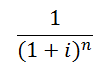 1
(1 + i)ⁿ